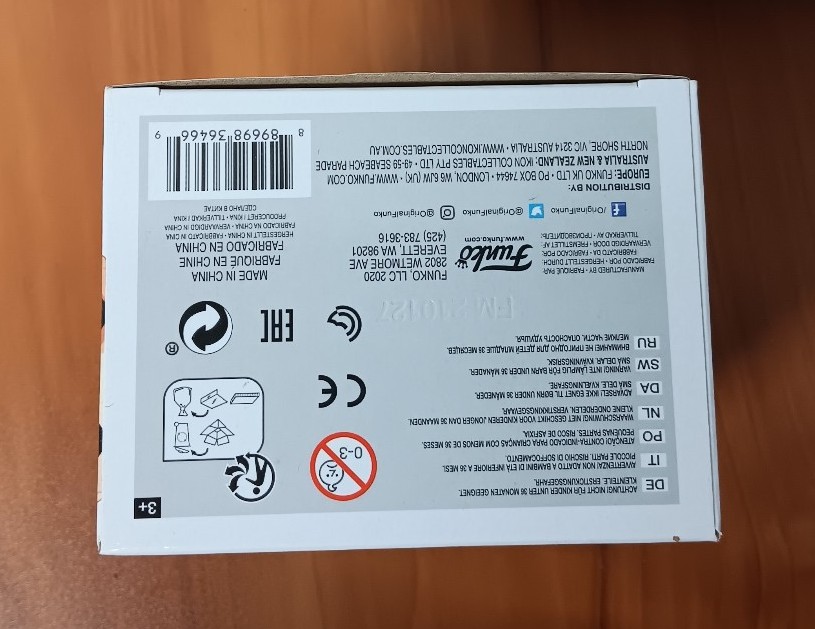 DE ACHTUNG! NICHT FÜR KINDER UNTER 36 MONATEN GEEIGNET.
KLEINTEILE. ERSTICKUNGSGEFAHR.
IT AVVERTENZA! NON ADATTO A BAMBINI DI ETÀ INFERIORE A 36 MESI.
PICCOLE PARTI. RISCHIO DI SOFFOCAMENTO.
PO ATENÇÃO! CONTRA-INDICADO PARA CRIANÇAS COM MENOS DE 36 MESES.
PEQUENAS PARTES. RISCO DE ASFIXIA.
NL WAARSCHUWING! NIET GESCHIKT VOOR KINDEREN JONGER DAN 36 MAANDEN.
KLEINE ONDERDELEN. VERSTIKKINGSGEVAAR.
DA ADVARSEL! IKKE EGNET TIL BØRN UNDER 36 MÅNEDER.
SMÅ DELE. KVÆLNINGSFARE.
SW VARNING! INTE LÄMPLIG FÖR BARN UNDER 36 MÅNADER.
SMÅ DELAR. KVÄVNINGSRISK.
RU ВНИМАНИЕ! НЕ ПРИГОДНО ДЛЯ ДЕТЕЙ МЛАДШЕ 36 МЕСЯЦЕВ.
МЕЛКИЕ ЧАСТИ. ОПАСНОСТЬ УДУШЬЯ.
3+
0-3
CE
EAC
®
MANUFACTURED BY • FABRIQUÉ PAR:
FABRICADO POR • HERGESTELLT DURCH:
FABBRICATO DA • FABRICADO POR:
VERVAARDIGD DOOR • FREMSTILLET AF:
TILLVERKAD AV • ПРОИЗВОДИТЕЛЬ:
Funko
www.funko.com
FUNKO, LLC 2020
2802 WETMORE AVE
EVERETT, WA 98201
(425) 783-3616
MADE IN CHINA
FABRIQUÉ EN CHINE
FABRICADO EN CHINA
HERGESTELLT IN CHINA • FABBRICATO IN CINA
FABRICADO NA CHINA • VERVAARDIGD IN CHINA
PRODUCERET I KINA • TILLVERKAD I KINA
СДЕЛАНО В КИТАЕ
/OriginalFunko @OriginalFunko @OriginalFunko
DISTRIBUTION BY:
EUROPE: FUNKO UK LTD • PO BOX 74644 • LONDON, W6 6JW (UK) • WWW.FUNKO.COM
AUSTRALIA & NEW ZEALAND: IKON COLLECTABLES PTY • LTD • 49-59 SEABEACH PARADE
NORTH SHORE, VIC 3214 AUSTRALIA • WWW.IKONCOLLECTABLES.COM.AU
8 89698 36466 9